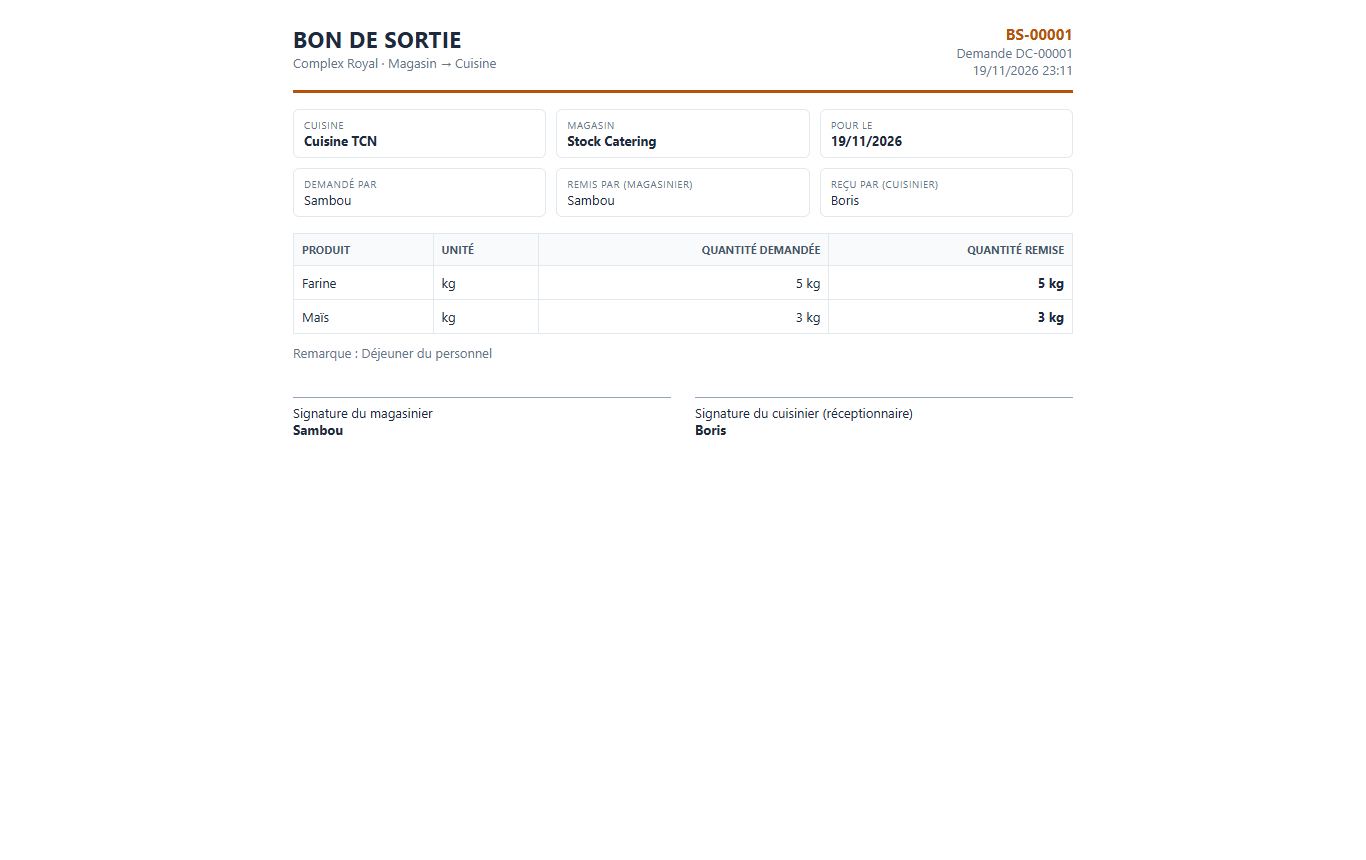 BON DE SORTIE
Complex Royal · Magasin → Cuisine
BS-00001
Demande DC-00001
19/11/2026 23:11
CUISINE
Cuisine TCN
MAGASIN
Stock Catering
POUR LE
19/11/2026
DEMANDÉ PAR
Sambou
REMIS PAR (MAGASINIER)
Sambou
REÇU PAR (CUISINIER)
Boris
PRODUIT UNITÉ QUANTITÉ DEMANDÉE QUANTITÉ REMISE
Farine kg 5 kg 5 kg
Maïs kg 3 kg 3 kg
Remarque : Déjeuner du personnel
Signature du magasinier
Sambou
Signature du cuisinier (réceptionnaire)
Boris